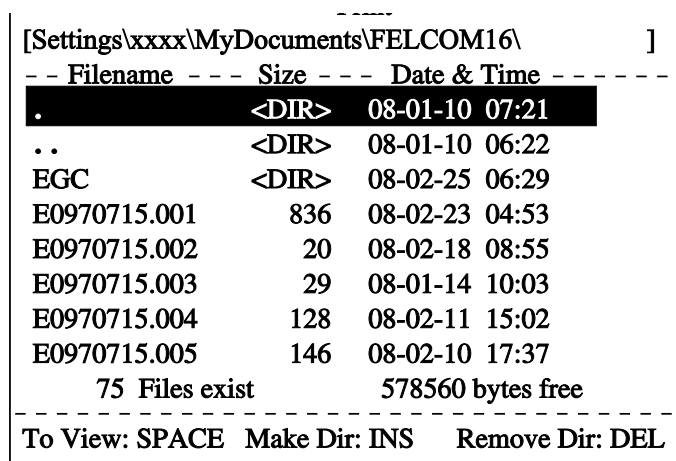 [Settings\xxxx\MyDocuments\FELCOM16\ ]
-- Filename --- Size --- Date & Time ------
. <DIR> 08-01-10 07:21
.. <DIR> 08-01-10 06:22
EGC <DIR> 08-02-25 06:29
E0970715.001 836 08-02-23 04:53
E0970715.002 20 08-02-18 08:55
E0970715.003 29 08-01-14 10:03
E0970715.004 128 08-02-11 15:02
E0970715.005 146 08-02-10 17:37
75 Files exist 578560 bytes free
To View: SPACE Make Dir: INS Remove Dir: DEL